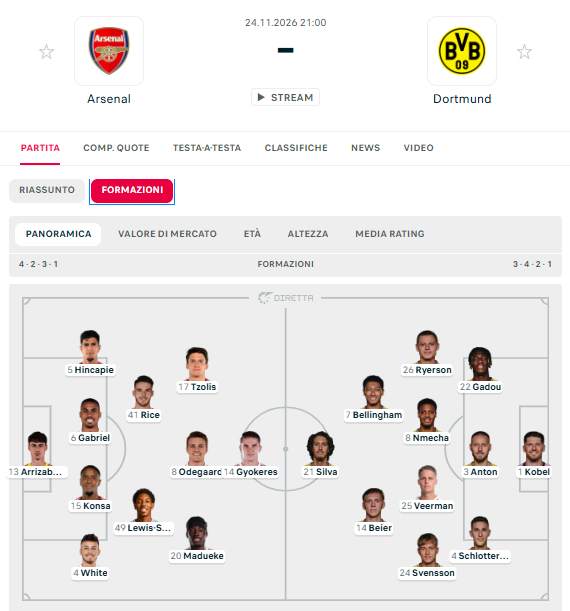 24.11.2026 21:00
Arsenal
BVB
09
-
STREAM
Arsenal
Dortmund
PARTITA COMP. QUOTE TESTA-A-TESTA CLASSIFICHE NEWS VIDEO
RIASSUNTO FORMAZIONI
PANORAMICA VALORE DI MERCATO ETÀ ALTEZZA MEDIA RATING
4 - 2 - 3 - 1 FORMAZIONI 3 - 4 - 2 - 1
DIRETTA
5 Hincapie
26 Ryerson
17 Tzolis
22 Gadou
41 Rice
7 Bellingham
6 Gabriel
8 Nmecha
13 Arrizab...
8 Odegaard
14 Gyokeres
21 Silva
3 Anton
1 Kobel
15 Konsa
25 Veerman
49 Lewis-S...
14 Beier
20 Madueke
4 Schlotter...
4 White
24 Svensson